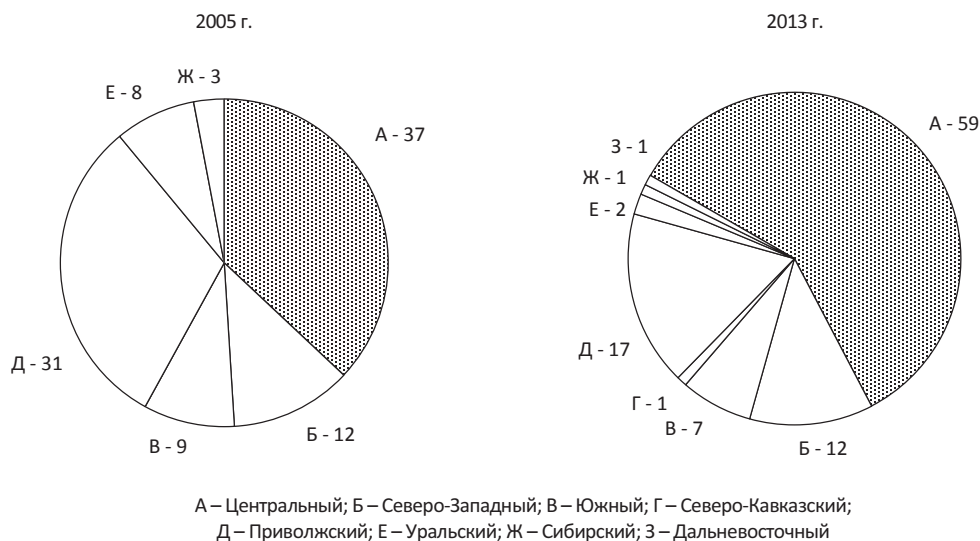 2005 г.
Ж - 3
Е - 8
А - 37
Д - 31
В - 9
Б - 12
2013 г.
А - 59
З - 1
Ж - 1
Е - 2
Д - 17
Г - 1
В - 7
Б - 12
А – Центральный; Б – Северо-Западный; В – Южный; Г – Северо-Кавказский;
Д – Приволжский; Е – Уральский; Ж – Сибирский; З – Дальневосточный